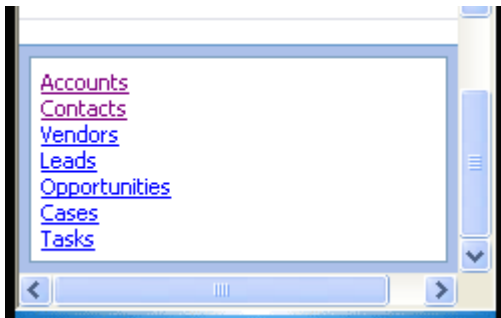 Accounts
Contacts
Vendors
Leads
Opportunities
Cases
Tasks